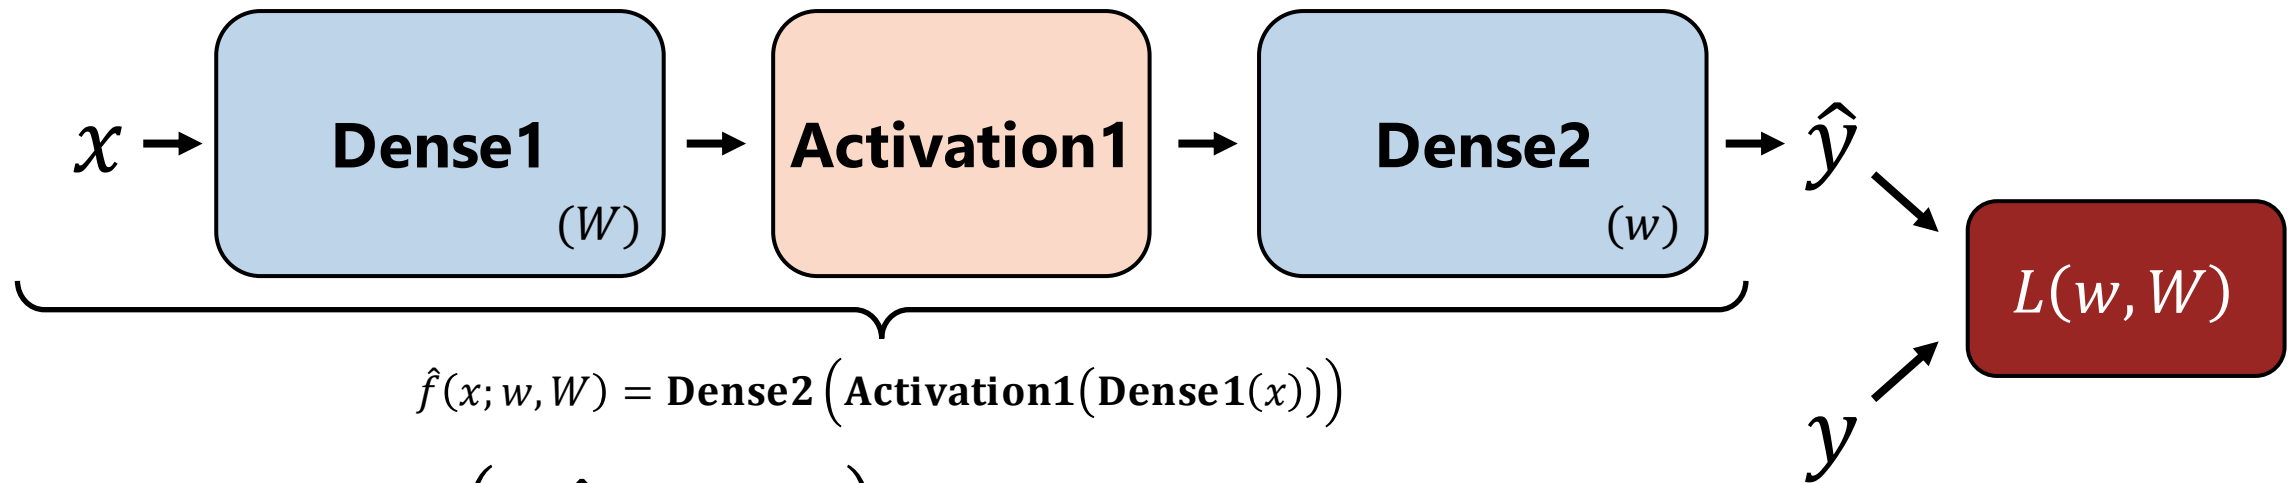 x Dense1 (W) Activation1 Dense2 (w) ŷ
L(w, W)
f̂(x; w, W) = Dense2(Activation1(Dense1(x)))
y